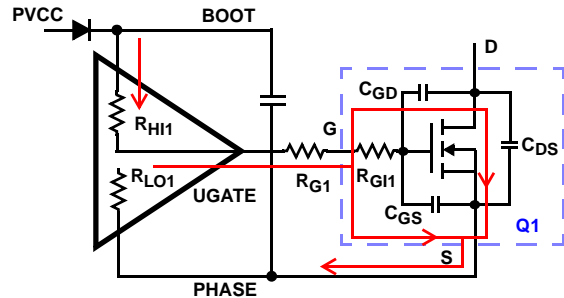 PVCC
BOOT
D
CGD
RHI1
G
CDS
RLO1
RG1
RGI1
UGATE
CGS
Q1
S
PHASE